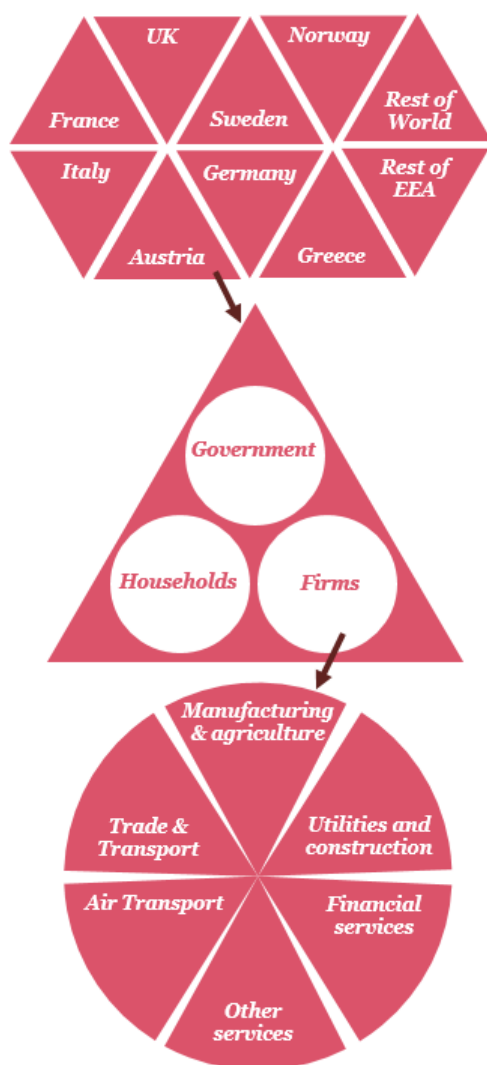 UK
Norway
France
Sweden
Rest of
World
Italy
Germany
Rest of
EEA
Austria
Greece
Government
Households
Firms
Manufacturing
& agriculture
Trade &
Transport
Utilities and
construction
Air Transport
Financial
services
Other
services